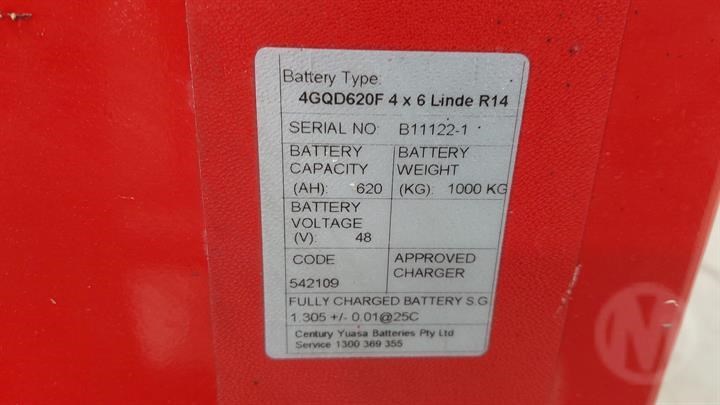 Battery Type:
4GQD620F 4 x 6 Linde R14
SERIAL NO: B11122-1
BATTERY CAPACITY (AH): 620
BATTERY WEIGHT (KG): 1000 KG
BATTERY VOLTAGE (V): 48
CODE 542109
APPROVED CHARGER
FULLY CHARGED BATTERY S.G
1.305 +/- 0.01@25C
Century Yuasa Batteries Pty Ltd
Service 1300 369 355
M